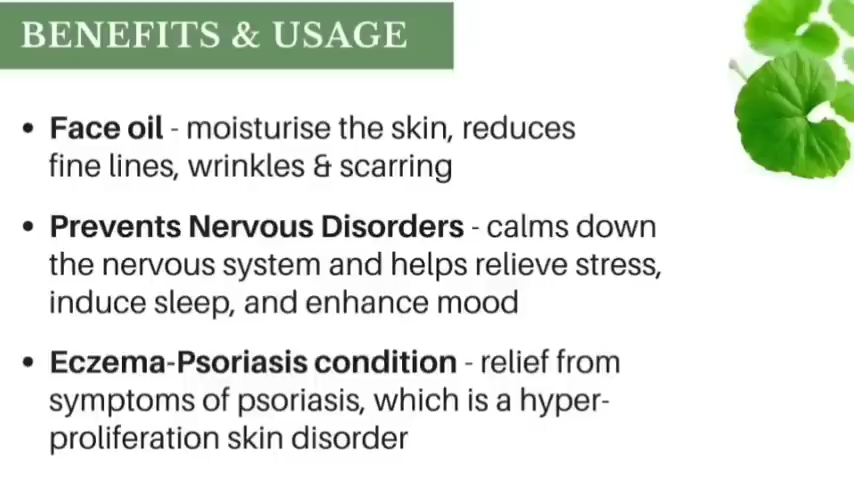 BENEFITS & USAGE
• Face oil - moisturise the skin, reduces
fine lines, wrinkles & scarring
• Prevents Nervous Disorders - calms down
the nervous system and helps relieve stress,
induce sleep, and enhance mood
• Eczema-Psoriasis condition - relief from
symptoms of psoriasis, which is a hyper-
proliferation skin disorder